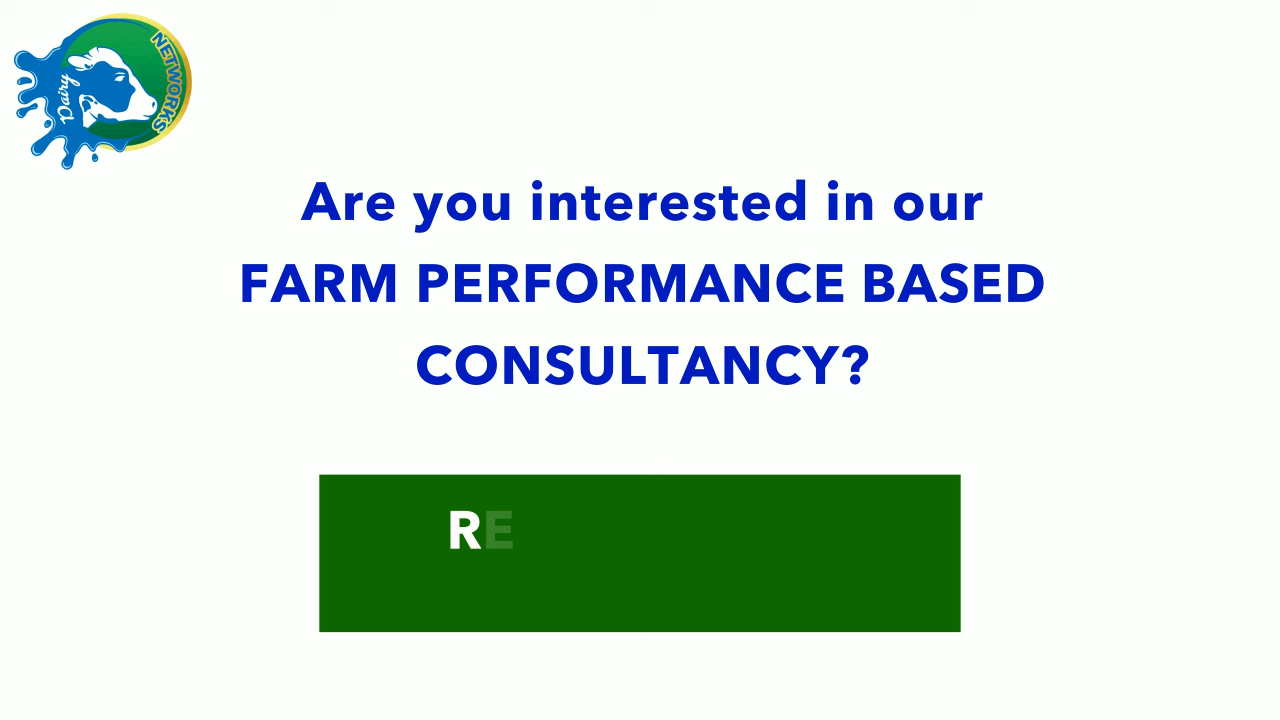 Dairy
NETWORKS
Are you interested in our
FARM PERFORMANCE BASED
CONSULTANCY?
RE